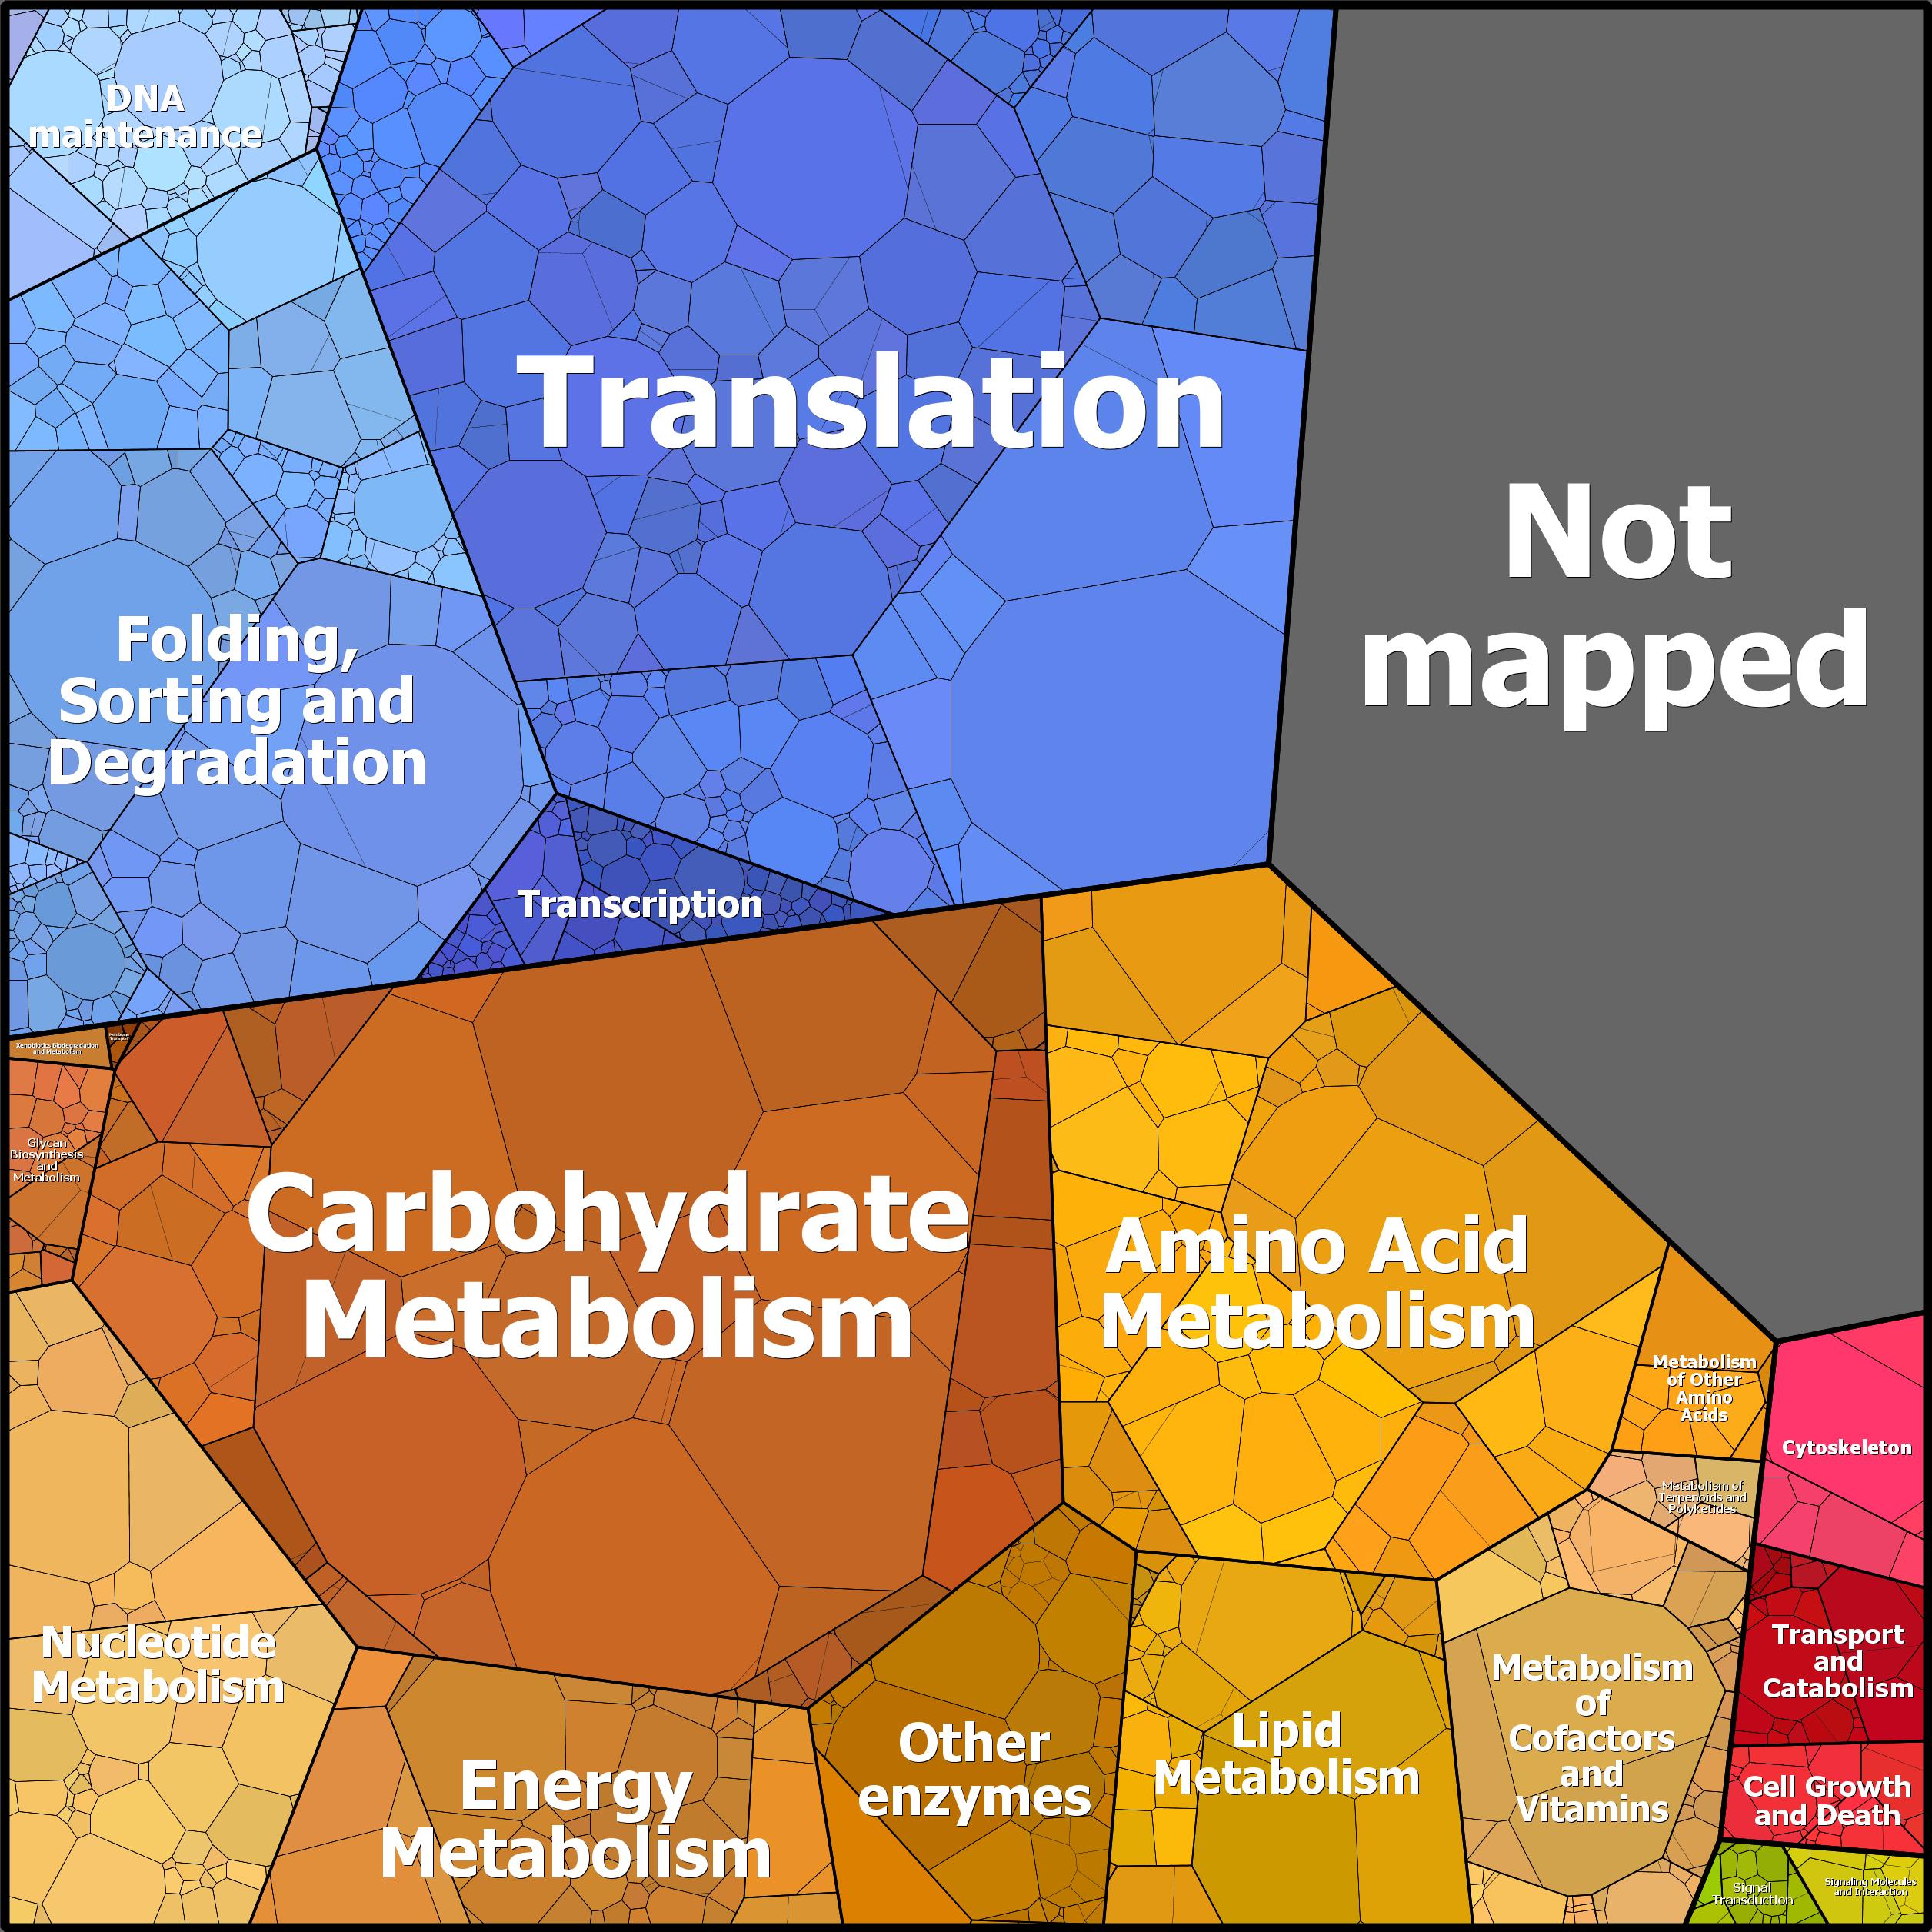 DNA
maintenance
Translation
Not
mapped
Folding,
Sorting and
Degradation
Transcription
Xenobiotics Biodegradation
and Metabolism
Membrane
Transport
Glycan
Biosynthesis
and
Metabolism
Carbohydrate
Metabolism
Amino Acid
Metabolism
Metabolism
of Other
Amino
Acids
Cytoskeleton
Metabolism of
Terpenoids and
Polyketides
Nucleotide
Metabolism
Energy
Metabolism
Other
enzymes
Lipid
Metabolism
Metabolism
of
Cofactors
and
Vitamins
Transport
and
Catabolism
Cell Growth
and Death
Signal
Transduction
Signaling Molecules
and Interaction